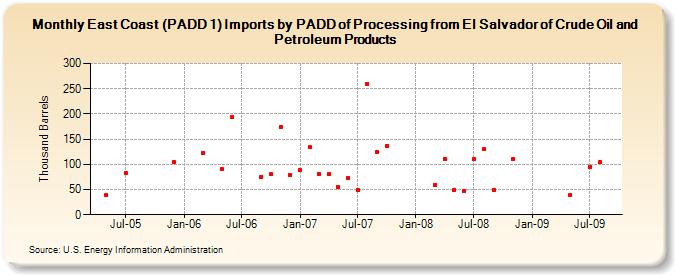 Monthly East Coast (PADD 1) Imports by PADD of Processing from El Salvador of Crude Oil and
Petroleum Products
Thousand Barrels
300
250
200
150
100
50
0
Jul-05
Jan-06
Jul-06
Jan-07
Jul-07
Jan-08
Jul-08
Jan-09
Jul-09
Source: U.S. Energy Information Administration